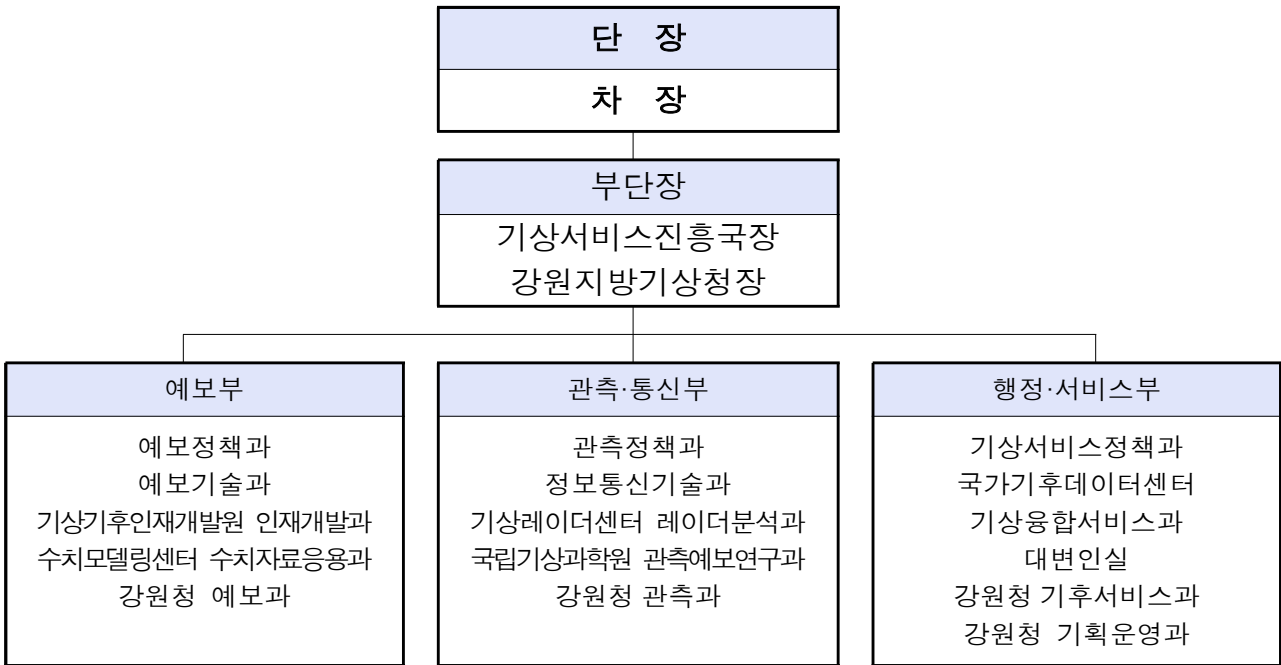 단 장
차 장
부단장
기상서비스진흥국장
강원지방기상청장
예보부
예보정책과
예보기술과
기상기후인재개발원 인재개발과
수치모델링센터 수치자료응용과
강원청 예보과
관측·통신부
관측정책과
정보통신기술과
기상레이더센터 레이더분석과
국립기상과학원 관측예보연구과
강원청 관측과
행정·서비스부
기상서비스정책과
국가기후데이터센터
기상융합서비스과
대변인실
강원청 기후서비스과
강원청 기획운영과